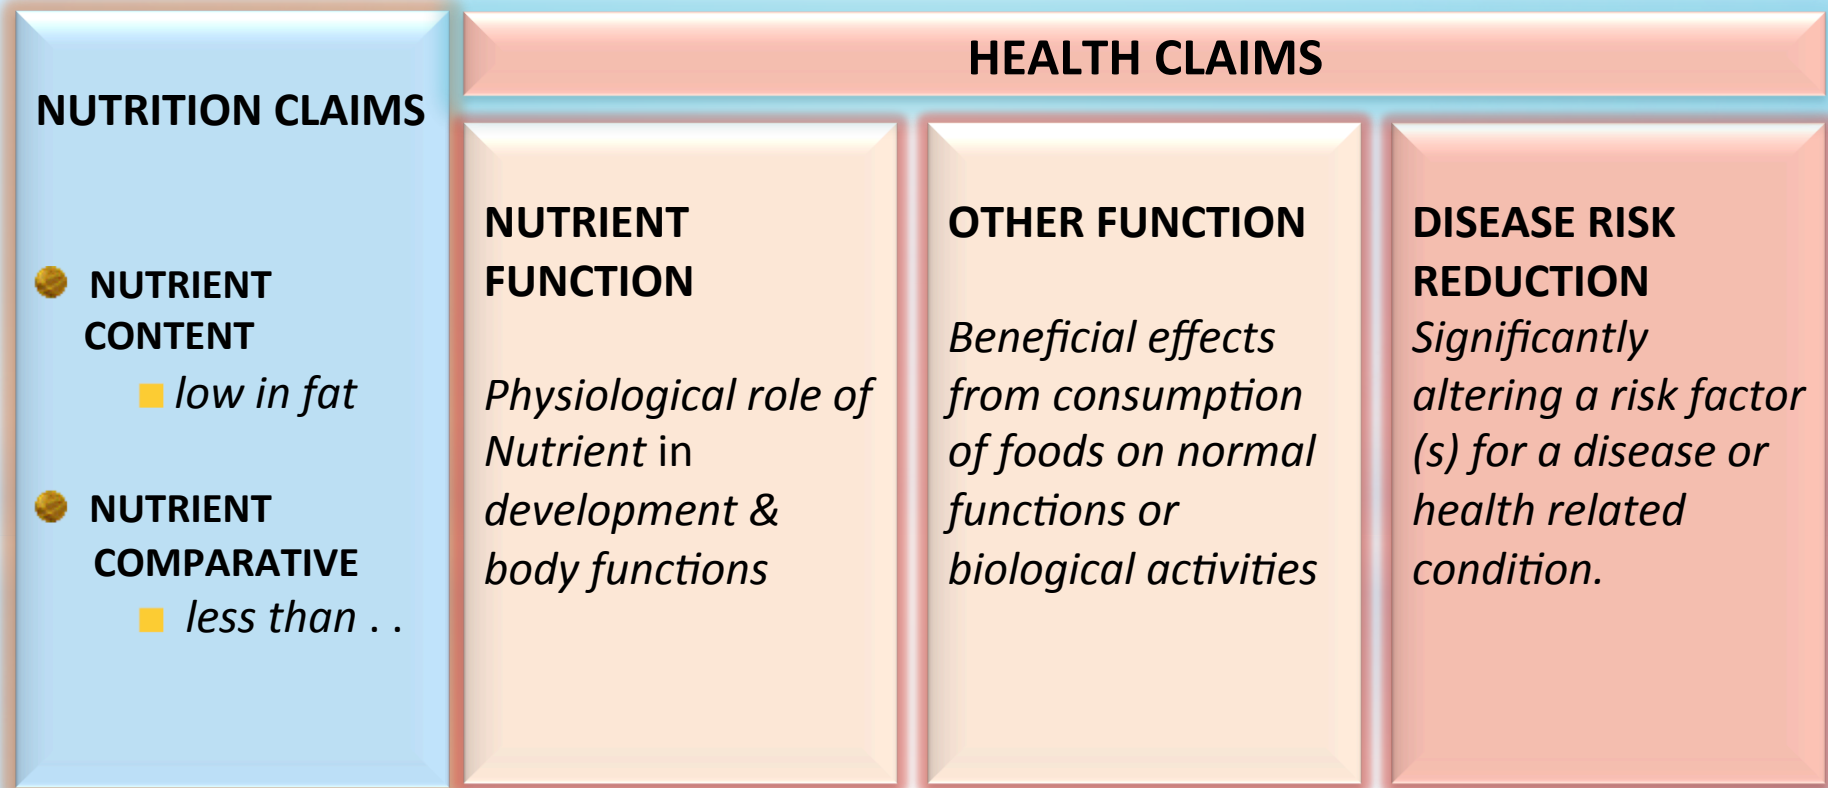 NUTRITION CLAIMS
NUTRIENT
CONTENT
low in fat
NUTRIENT
COMPARATIVE
less than . .
HEALTH CLAIMS
NUTRIENT
FUNCTION
Physiological role of
Nutrient in
development &
body functions
OTHER FUNCTION
Beneficial effects
from consumption
of foods on normal
functions or
biological activities
DISEASE RISK
REDUCTION
Significantly
altering a risk factor
(s) for a disease or
health related
condition.